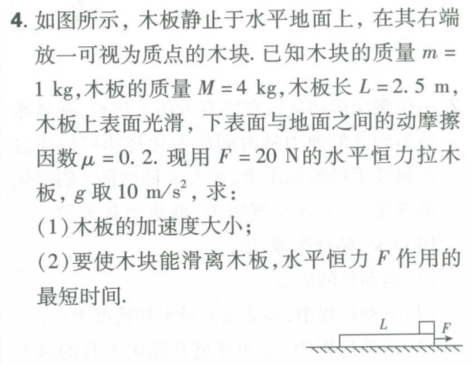 4. 如图所示,木板静止于水平地面上,在其右端
放一可视为质点的木块. 已知木块的质量 m=
1 kg,木板的质量 M=4 kg,木板长 L=2.5 m,
木板上表面光滑,下表面与地面之间的动摩擦
因数 μ=0.2. 现用 F=20 N的水平恒力拉木
板,g 取 10 m/s²,求:
(1)木板的加速度大小;
(2)要使木块能滑离木板,水平恒力 F 作用的
最短时间.
L
F